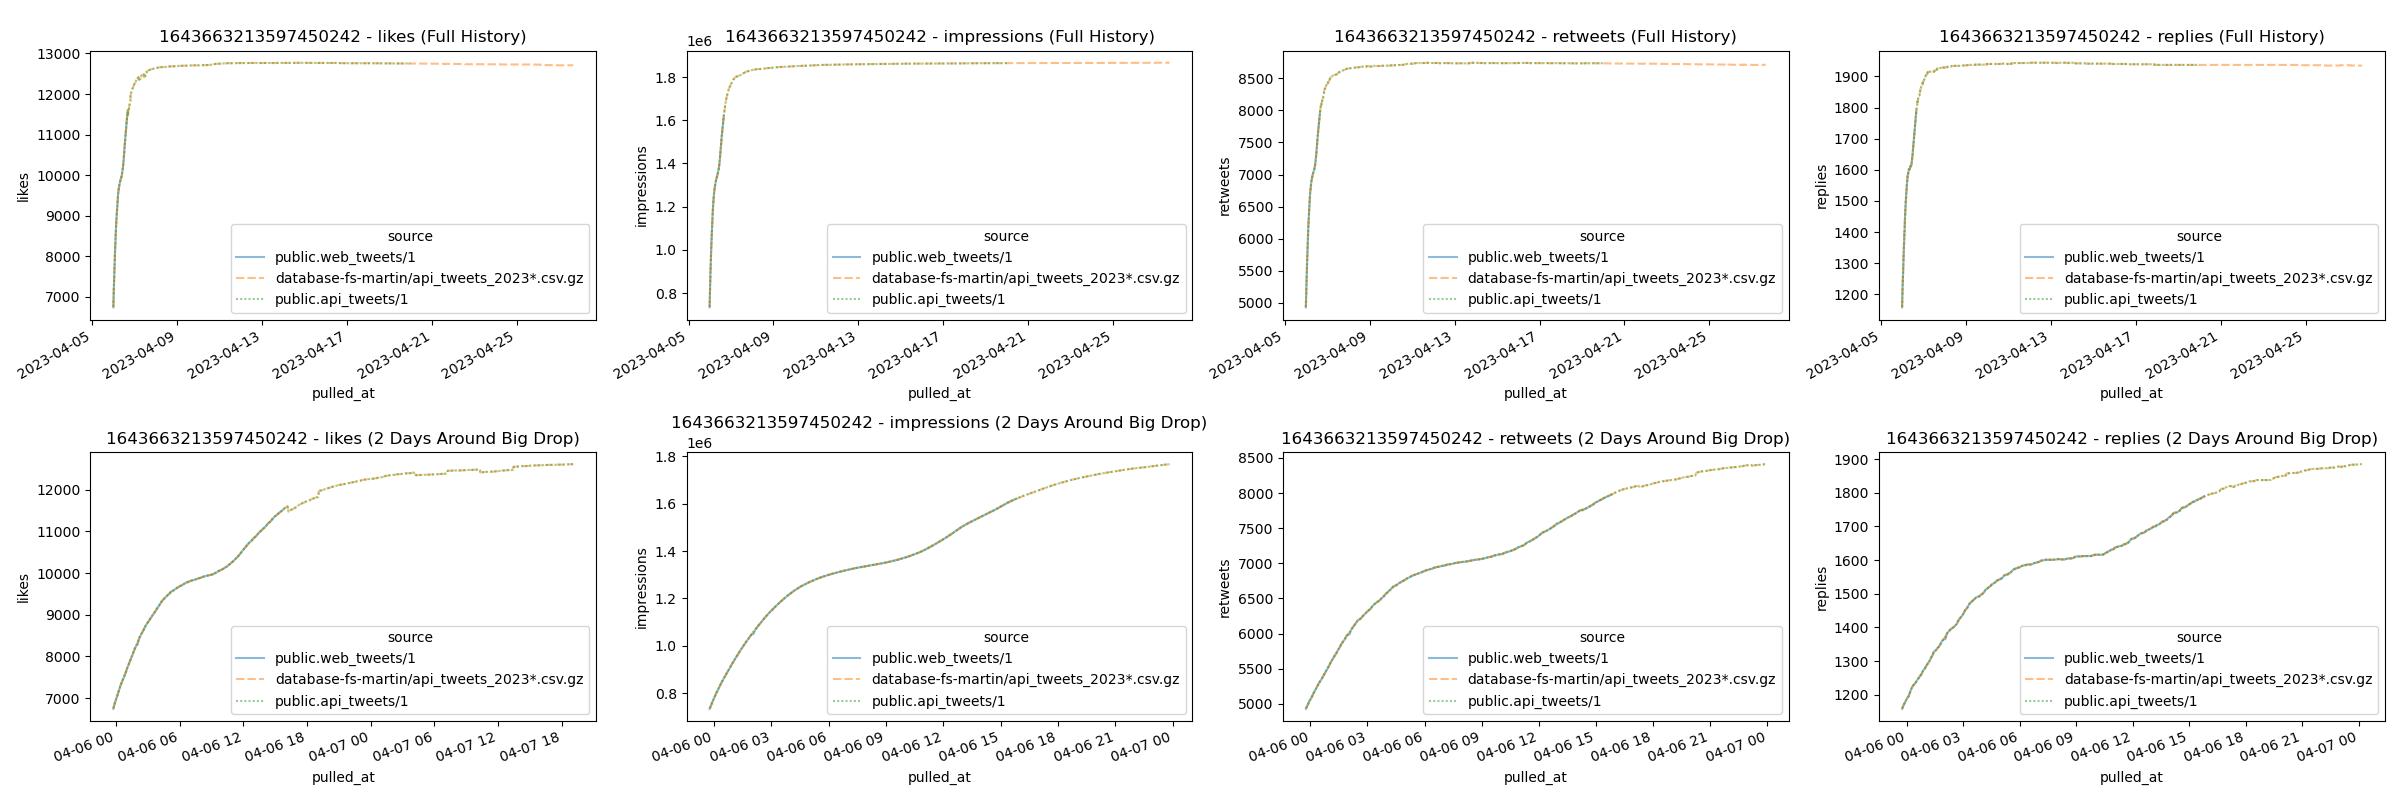 1643663213597450242 - likes (Full History)
13000
12000
11000
10000
9000
8000
7000
likes
source
public.web_tweets/1
database-fs-martin/api_tweets_2023*.csv.gz
public.api_tweets/1
2023-04-05
2023-04-09
2023-04-13
2023-04-17
2023-04-21
2023-04-25
pulled_at
1643663213597450242 - impressions (Full History)
1e6
1.8
1.6
1.4
1.2
1.0
0.8
impressions
source
public.web_tweets/1
database-fs-martin/api_tweets_2023*.csv.gz
public.api_tweets/1
2023-04-05
2023-04-09
2023-04-13
2023-04-17
2023-04-21
2023-04-25
pulled_at
1643663213597450242 - retweets (Full History)
8500
8000
7500
7000
6500
6000
5500
5000
retweets
source
public.web_tweets/1
database-fs-martin/api_tweets_2023*.csv.gz
public.api_tweets/1
2023-04-05
2023-04-09
2023-04-13
2023-04-17
2023-04-21
2023-04-25
pulled_at
1643663213597450242 - replies (Full History)
1900
1800
1700
1600
1500
1400
1300
1200
replies
source
public.web_tweets/1
database-fs-martin/api_tweets_2023*.csv.gz
public.api_tweets/1
2023-04-05
2023-04-09
2023-04-13
2023-04-17
2023-04-21
2023-04-25
pulled_at
1643663213597450242 - likes (2 Days Around Big Drop)
12000
11000
10000
9000
8000
7000
likes
source
public.web_tweets/1
database-fs-martin/api_tweets_2023*.csv.gz
public.api_tweets/1
04-06 00
04-06 06
04-06 12
04-06 18
04-07 00
04-07 06
04-07 12
04-07 18
pulled_at
1643663213597450242 - impressions (2 Days Around Big Drop)
1e6
1.8
1.6
1.4
1.2
1.0
0.8
impressions
source
public.web_tweets/1
database-fs-martin/api_tweets_2023*.csv.gz
public.api_tweets/1
04-06 00
04-06 03
04-06 06
04-06 09
04-06 12
04-06 15
04-06 18
04-06 21
04-07 00
pulled_at
1643663213597450242 - retweets (2 Days Around Big Drop)
8500
8000
7500
7000
6500
6000
5500
5000
retweets
source
public.web_tweets/1
database-fs-martin/api_tweets_2023*.csv.gz
public.api_tweets/1
04-06 00
04-06 03
04-06 06
04-06 09
04-06 12
04-06 15
04-06 18
04-06 21
04-07 00
pulled_at
1643663213597450242 - replies (2 Days Around Big Drop)
1900
1800
1700
1600
1500
1400
1300
1200
replies
source
public.web_tweets/1
database-fs-martin/api_tweets_2023*.csv.gz
public.api_tweets/1
04-06 00
04-06 03
04-06 06
04-06 09
04-06 12
04-06 15
04-06 18
04-06 21
04-07 00
pulled_at